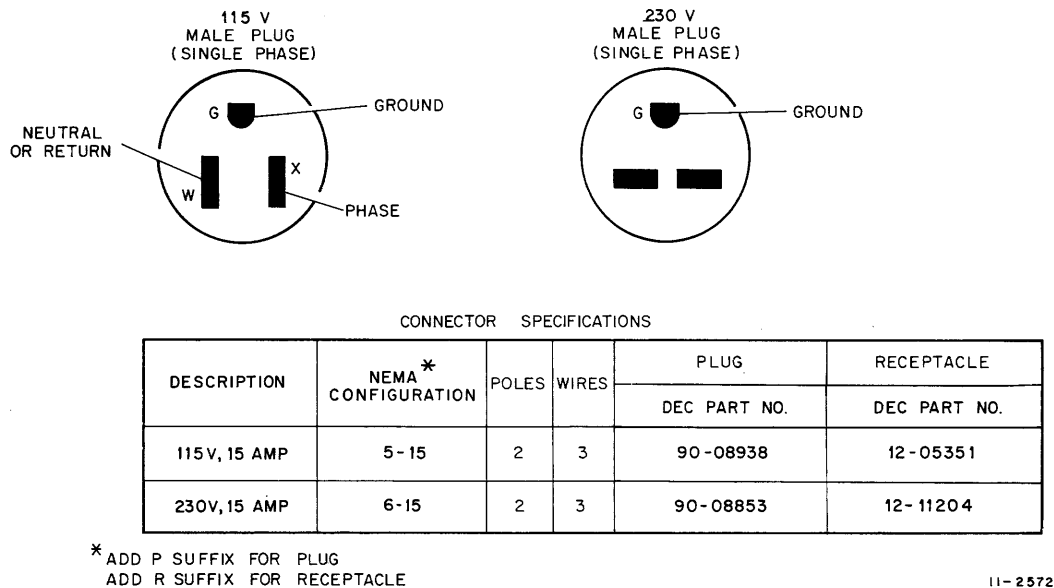 115 V
MALE PLUG
(SINGLE PHASE)
G
GROUND
NEUTRAL
OR RETURN
W
X
PHASE
230 V
MALE PLUG
(SINGLE PHASE)
G
GROUND
CONNECTOR SPECIFICATIONS
DESCRIPTION
NEMA*
CONFIGURATION
POLES
WIRES
PLUG
DEC PART NO.
RECEPTACLE
DEC PART NO.
115V, 15 AMP 5-15 2 3 90-08938 12-05351
230V, 15 AMP 6-15 2 3 90-08853 12-11204
* ADD P SUFFIX FOR PLUG
ADD R SUFFIX FOR RECEPTACLE
11-2572